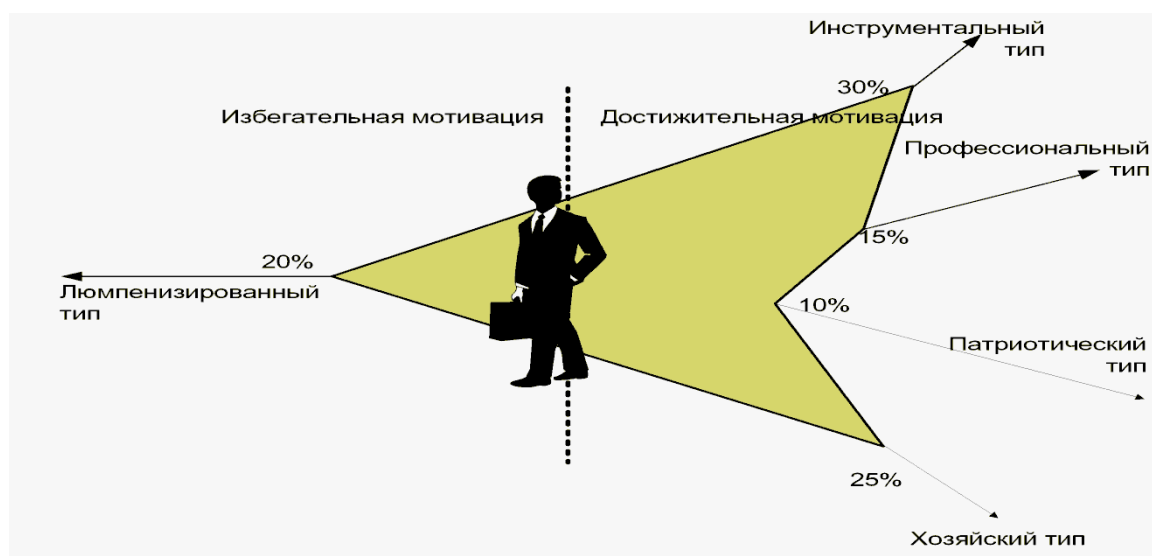 Инструментальный
тип
30%
Избегательная мотивация
Достижительная мотивация
Профессиональный
тип
15%
20%
Люмпенизированный
тип
10%
Патриотический
тип
25%
Хозяйский тип